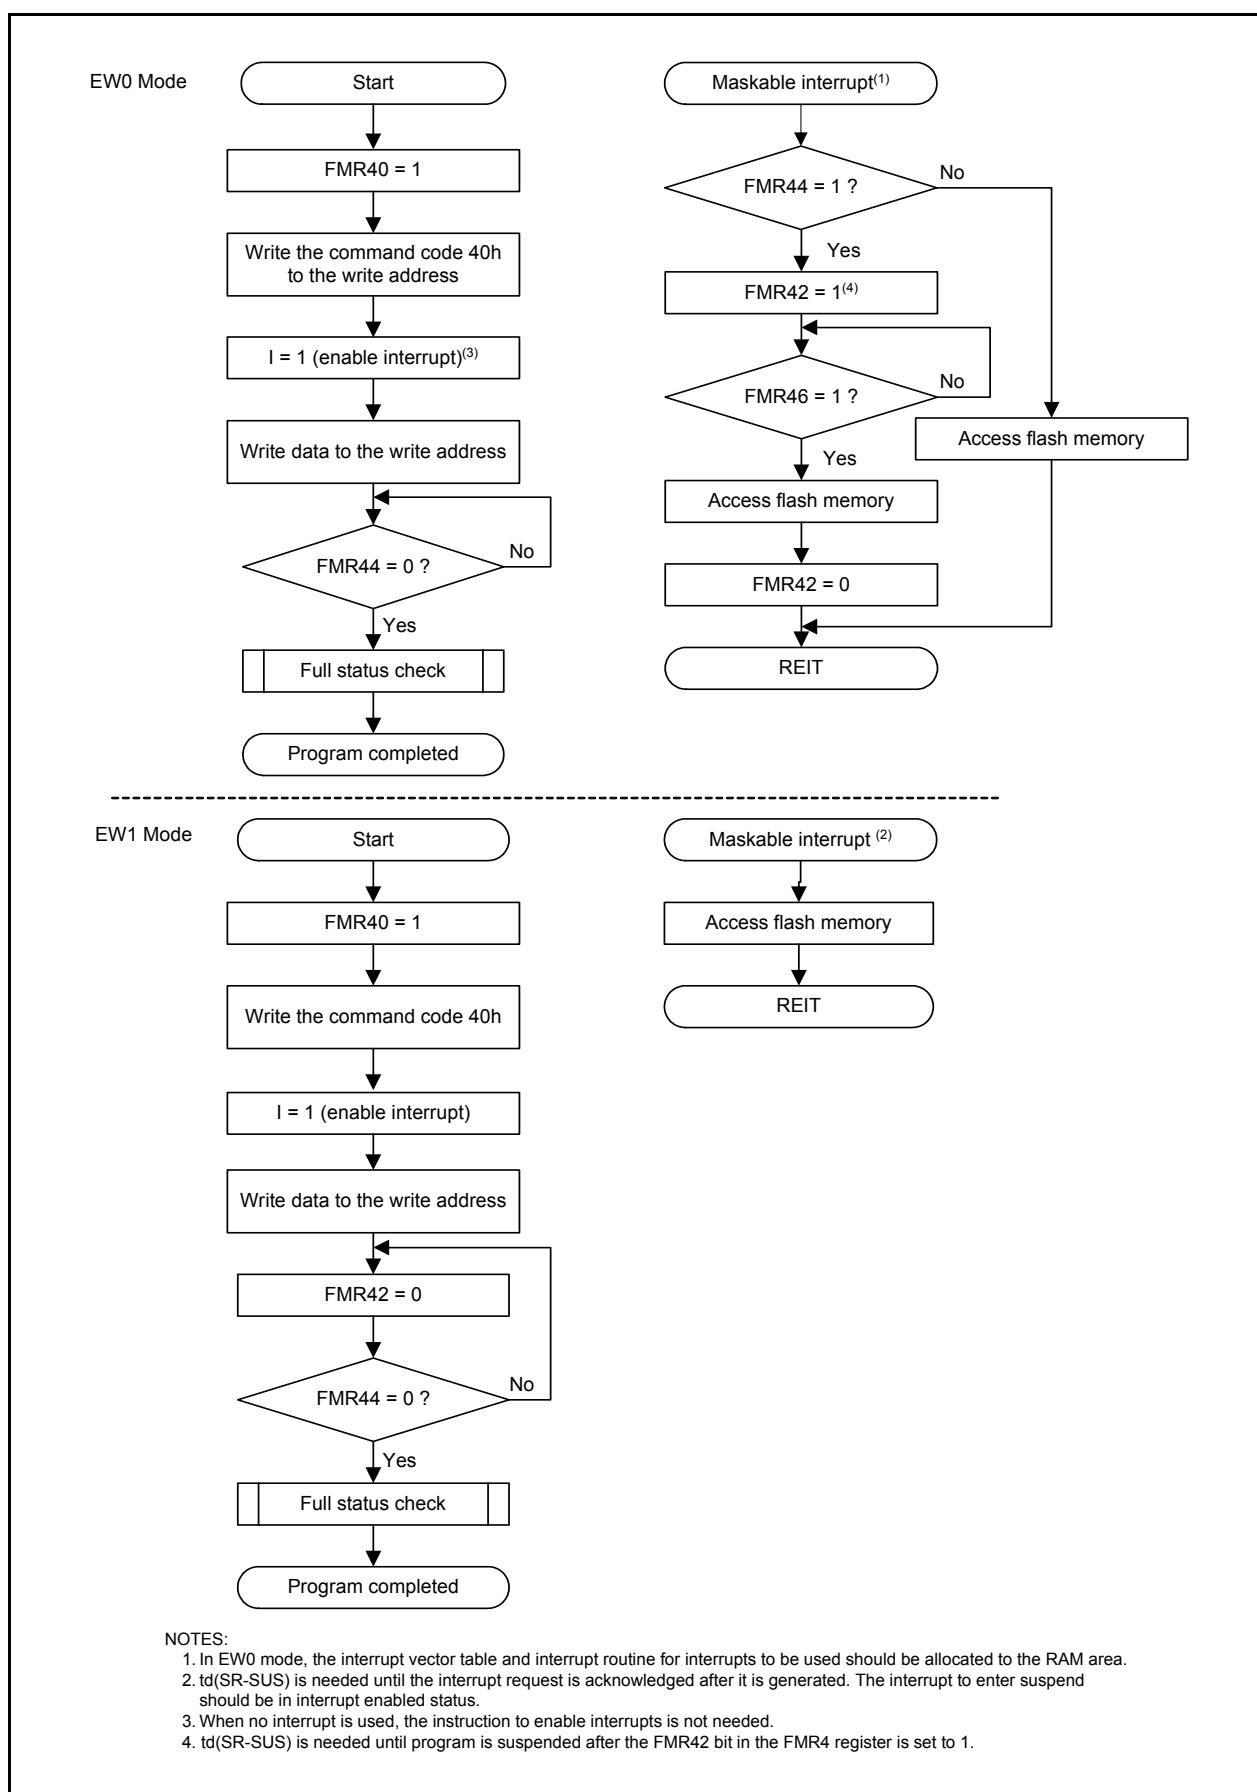 EW0 Mode
Start
FMR40 = 1
Write the command code 40h
to the write address
I = 1 (enable interrupt)(3)
Write data to the write address
FMR44 = 0 ?
No
Yes
Full status check
Program completed
Maskable interrupt(1)
FMR44 = 1 ?
No
Yes
FMR42 = 1(4)
FMR46 = 1 ?
No
Yes
Access flash memory
Access flash memory
FMR42 = 0
REIT
EW1 Mode
Start
FMR40 = 1
Write the command code 40h
I = 1 (enable interrupt)
Write data to the write address
FMR42 = 0
FMR44 = 0 ?
No
Yes
Full status check
Program completed
Maskable interrupt (2)
Access flash memory
REIT
NOTES:
1. In EW0 mode, the interrupt vector table and interrupt routine for interrupts to be used should be allocated to the RAM area.
2. td(SR-SUS) is needed until the interrupt request is acknowledged after it is generated. The interrupt to enter suspend
should be in interrupt enabled status.
3. When no interrupt is used, the instruction to enable interrupts is not needed.
4. td(SR-SUS) is needed until program is suspended after the FMR42 bit in the FMR4 register is set to 1.